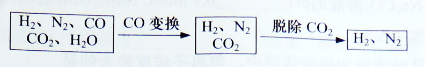 H₂、N₂、CO
CO₂、H₂O
CO 变换
H₂、N₂
CO₂
脱除 CO₂
H₂、N₂